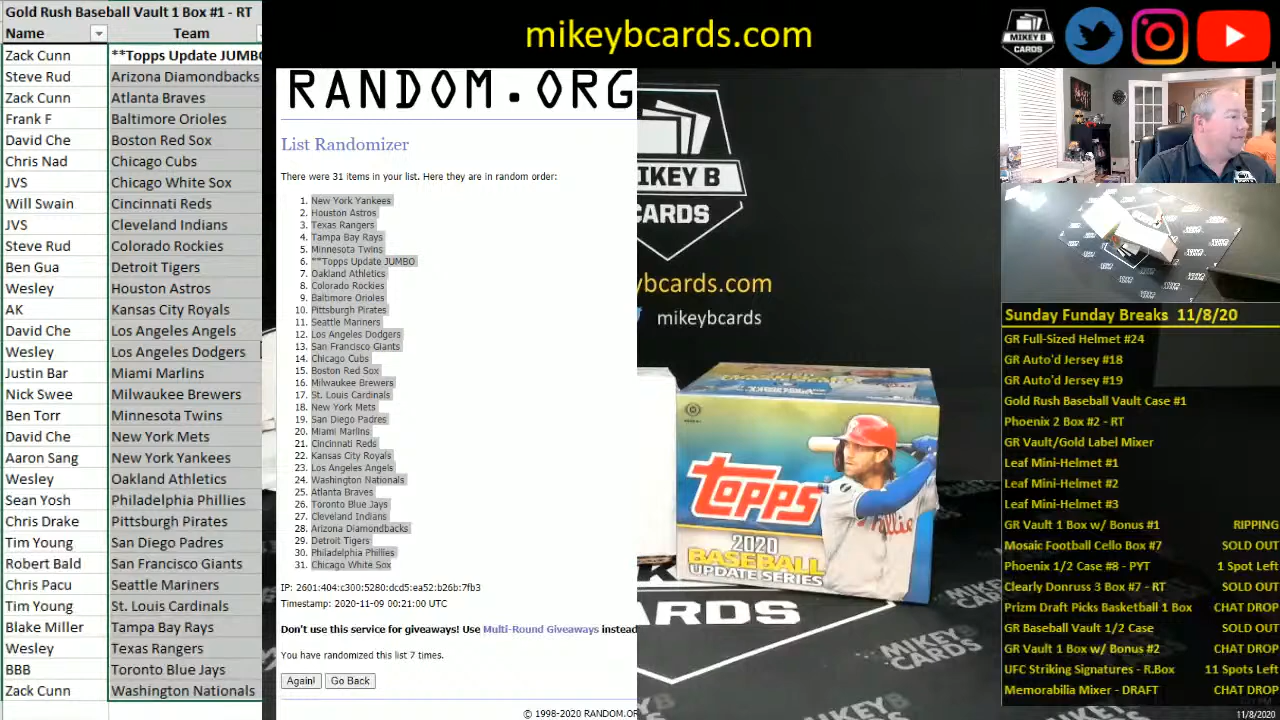 mikeybcards.com
MIKEY B
CARDS
Gold Rush Baseball Vault 1 Box #1 - RT
Name Team
Zack Cunn **Topps Update JUMBO
Steve Rud Arizona Diamondbacks
Zack Cunn Atlanta Braves
Frank F Baltimore Orioles
David Che Boston Red Sox
Chris Nad Chicago Cubs
JVS Chicago White Sox
Will Swain Cincinnati Reds
JVS Cleveland Indians
Steve Rud Colorado Rockies
Ben Gua Detroit Tigers
Wesley Houston Astros
AK Kansas City Royals
David Che Los Angeles Angels
Wesley Los Angeles Dodgers
Justin Bar Miami Marlins
Nick Swee Milwaukee Brewers
Ben Torr Minnesota Twins
David Che New York Mets
Aaron Sang New York Yankees
Wesley Oakland Athletics
Sean Yosh Philadelphia Phillies
Chris Drake Pittsburgh Pirates
Tim Young San Diego Padres
Robert Bald San Francisco Giants
Chris Pacu Seattle Mariners
Tim Young St. Louis Cardinals
Blake Miller Tampa Bay Rays
Wesley Texas Rangers
BBB Toronto Blue Jays
Zack Cunn Washington Nationals
RANDOM.ORG
List Randomizer
There were 31 items in your list. Here they are in random order:
1. New York Yankees
2. Houston Astros
3. Texas Rangers
4. Tampa Bay Rays
5. Minnesota Twins
6. **Topps Update JUMBO
7. Oakland Athletics
8. Colorado Rockies
9. Baltimore Orioles
10. Pittsburgh Pirates
11. Seattle Mariners
12. Los Angeles Dodgers
13. San Francisco Giants
14. Chicago Cubs
15. Boston Red Sox
16. Milwaukee Brewers
17. St. Louis Cardinals
18. New York Mets
19. San Diego Padres
20. Miami Marlins
21. Cincinnati Reds
22. Kansas City Royals
23. Los Angeles Angels
24. Washington Nationals
25. Atlanta Braves
26. Toronto Blue Jays
27. Cleveland Indians
28. Arizona Diamondbacks
29. Detroit Tigers
30. Philadelphia Phillies
31. Chicago White Sox
IP: 2601:404:c300:5280:dcd5:ea52:b26b:7fb3
Timestamp: 2020-11-09 00:21:00 UTC
Don't use this service for giveaways! Use Multi-Round Giveaways instead
You have randomized this list 7 times.
Again! Go Back
© 1998-2020 RANDOM.OR
MIKEY B
CARDS
ybcards.com
mikeybcards
topps
2020
BASEBALL
UPDATE SERIES
Phillies
ARDS
MIKEY B
CARDS
Sunday Funday Breaks 11/8/20
GR Full-Sized Helmet #24
GR Auto'd Jersey #18
GR Auto'd Jersey #19
Gold Rush Baseball Vault Case #1
Phoenix 2 Box #2 - RT
GR Vault/Gold Label Mixer
Leaf Mini-Helmet #1
Leaf Mini-Helmet #2
Leaf Mini-Helmet #3
GR Vault 1 Box w/ Bonus #1 RIPPING
Mosaic Football Cello Box #7 SOLD OUT
Phoenix 1/2 Case #8 - PYT 1 Spot Left
Clearly Donruss 3 Box #7 - RT SOLD OUT
Prizm Draft Picks Basketball 1 Box CHAT DROP
GR Baseball Vault 1/2 Case SOLD OUT
GR Vault 1 Box w/ Bonus #2 CHAT DROP
UFC Striking Signatures - R.Box 11 Spots Left
Memorabilia Mixer - DRAFT CHAT DROP
11/8/2020